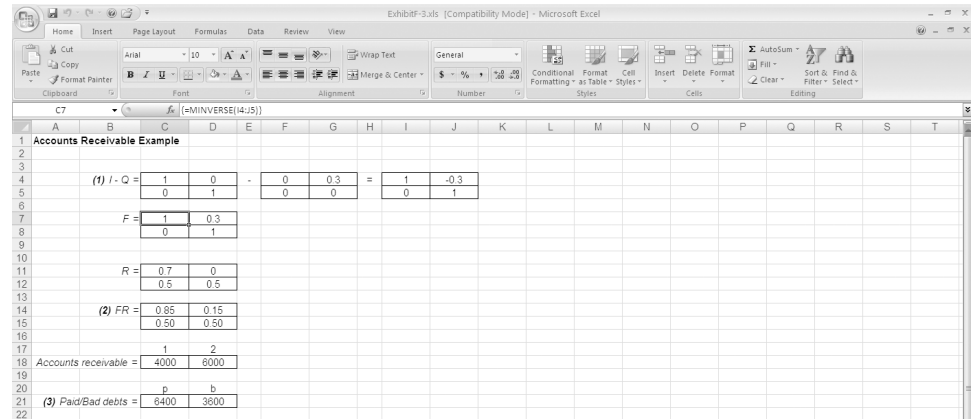 ExhibitF-3.xls [Compatibility Mode] - Microsoft Excel
Home Insert Page Layout Formulas Data Review View
Paste
Cut
Copy
Format Painter
Clipboard
Arial 10 A A
B I U A
Font
Wrap Text
Merge & Center
Alignment
General
$ % , .0 .00 .00 .0
Number
Conditional Formatting
Format as Table
Cell Styles
Styles
Insert Delete Format
Cells
Σ AutoSum
Fill
Clear
Sort & Filter
Find & Select
Editing
C7 fx {=MINVERSE(I4:J5)}
A B C D E F G H I J K L M N O P Q R S T
1 Accounts Receivable Example
2
3
4 (1) I - Q = 1 0 - 0 0.3 = 1 -0.3
5 0 1 0 0 0 1
6
7 F = 1 0.3
8 0 1
9
10
11 R = 0.7 0
12 0.5 0.5
13
14 (2) FR = 0.85 0.15
15 0.50 0.50
16
17 1 2
18 Accounts receivable = 4000 6000
19
20 p b
21 (3) Paid/Bad debts = 6400 3600
22